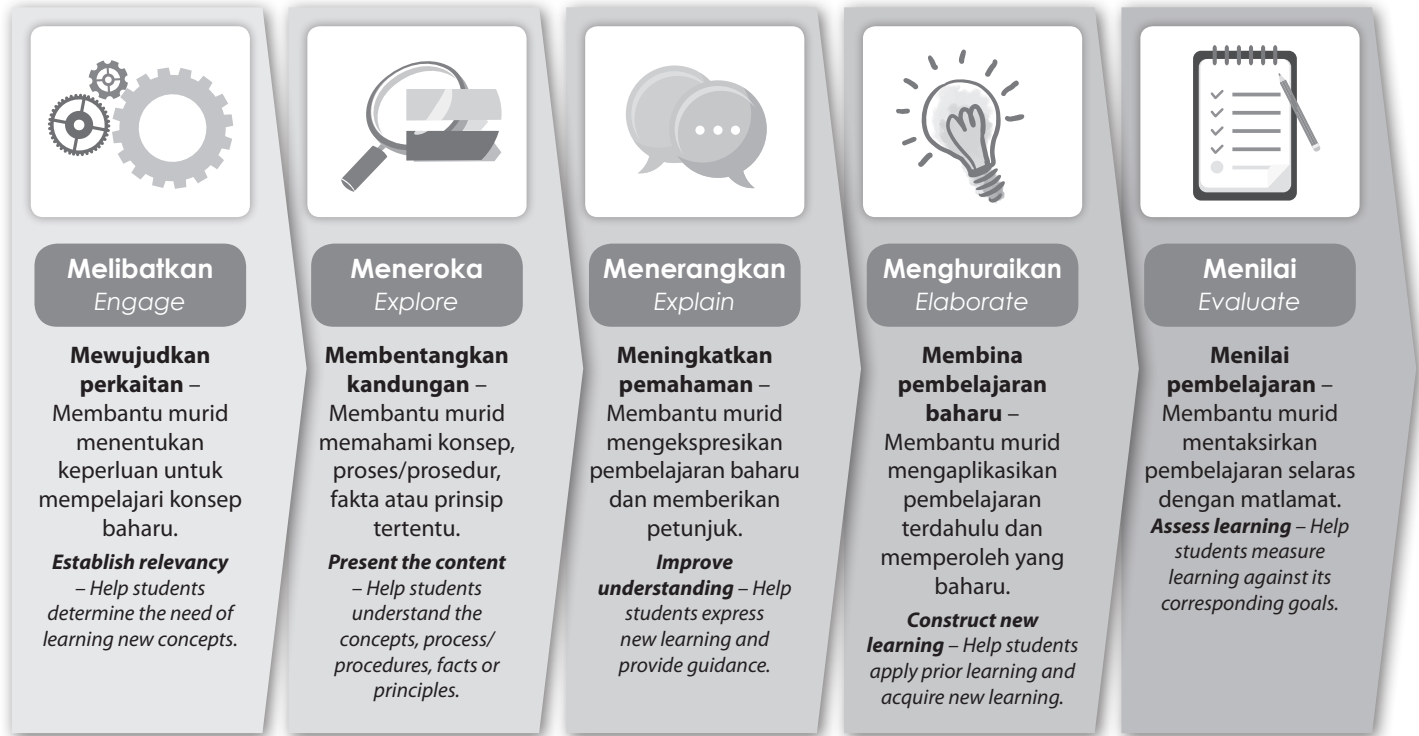 Melibatkan
Engage
Mewujudkan
perkaitan –
Membantu murid
menentukan
keperluan untuk
mempelajari konsep
baharu.
Establish relevancy
– Help students
determine the need of
learning new concepts.
Meneroka
Explore
Membentangkan
kandungan –
Membantu murid
memahami konsep,
proses/prosedur,
fakta atau prinsip
tertentu.
Present the content
– Help students
understand the
concepts, process/
procedures, facts or
principles.
Menerangkan
Explain
Meningkatkan
pemahaman –
Membantu murid
mengekspresikan
pembelajaran baharu
dan memberikan
petunjuk.
Improve
understanding – Help
students express
new learning and
provide guidance.
Menghuraikan
Elaborate
Membina
pembelajaran
baharu –
Membantu murid
mengaplikasikan
pembelajaran
terdahulu dan
memperoleh yang
baharu.
Construct new
learning – Help students
apply prior learning and
acquire new learning.
Menilai
Evaluate
Menilai
pembelajaran –
Membantu murid
mentaksirkan
pembelajaran selaras
dengan matlamat.
Assess learning – Help
students measure
learning against its
corresponding goals.